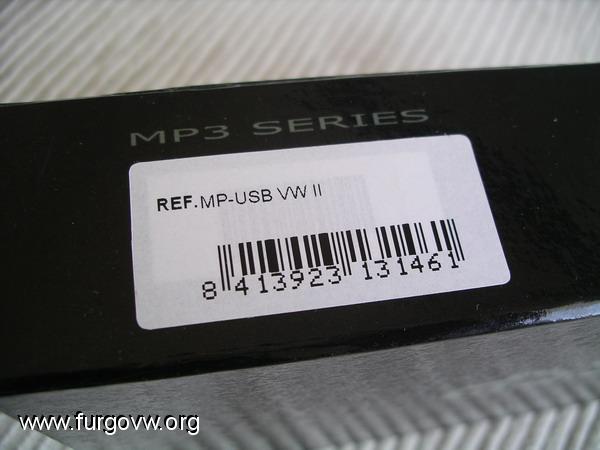 MP3 SERIES
REF.MP-USB VW II
8 413923 131461
www.furgovw.org